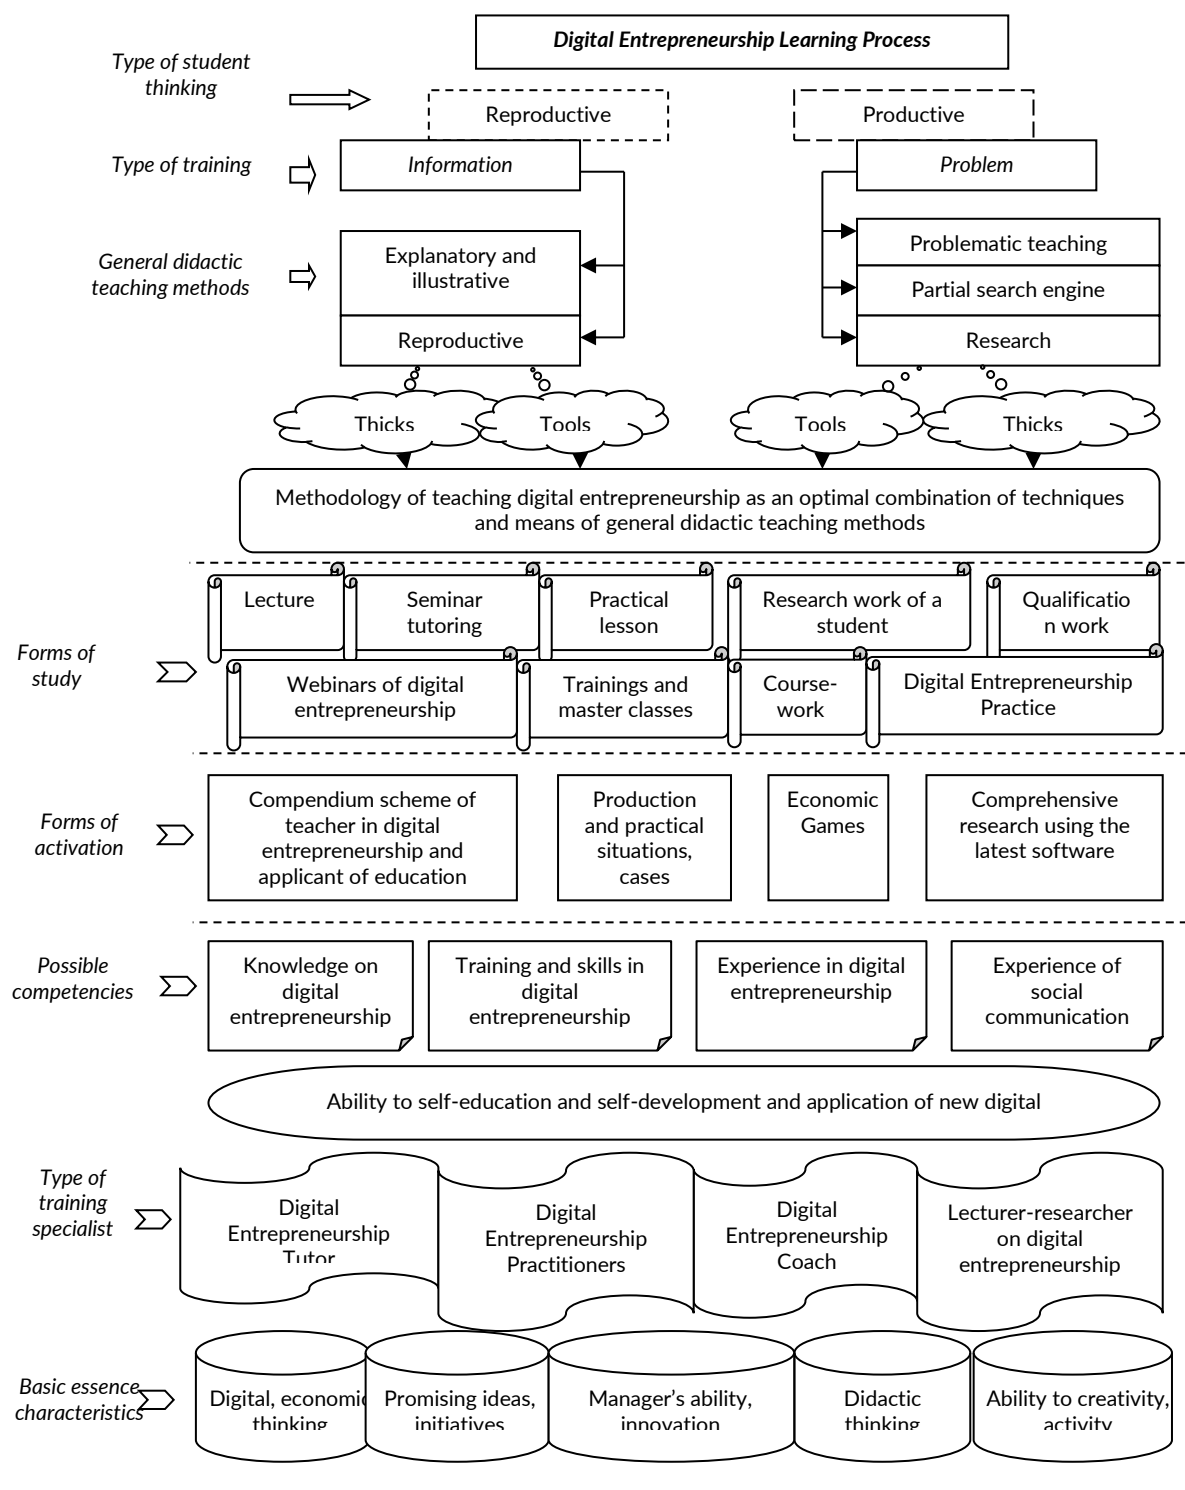 Digital Entrepreneurship Learning Process
Type of student
thinking
Reproductive
Productive
Type of training
Information
Problem
General didactic
teaching methods
Explanatory and
illustrative
Reproductive
Problematic teaching
Partial search engine
Research
Thicks
Tools
Tools
Thicks
Methodology of teaching digital entrepreneurship as an optimal combination of techniques
and means of general didactic teaching methods
Forms of
study
Lecture
Seminar
tutoring
Practical
lesson
Research work of a
student
Qualificatio
n work
Webinars of digital
entrepreneurship
Trainings and
master classes
Course-
work
Digital Entrepreneurship
Practice
Forms of
activation
Compendium scheme of
teacher in digital
entrepreneurship and
applicant of education
Production
and practical
situations,
cases
Economic
Games
Comprehensive
research using the
latest software
Possible
competencies
Knowledge on
digital
entrepreneurship
Training and skills in
digital
entrepreneurship
Experience in digital
entrepreneurship
Experience of
social
communication
Ability to self-education and self-development and application of new digital
Type of
training
specialist
Digital
Entrepreneurship
Tutor
Digital
Entrepreneurship
Practitioners
Digital
Entrepreneurship
Coach
Lecturer-researcher
on digital
entrepreneurship
Basic essence
characteristics
Digital, economic
thinking
Promising ideas,
initiatives
Manager's ability,
innovation
Didactic
thinking
Ability to creativity,
activity